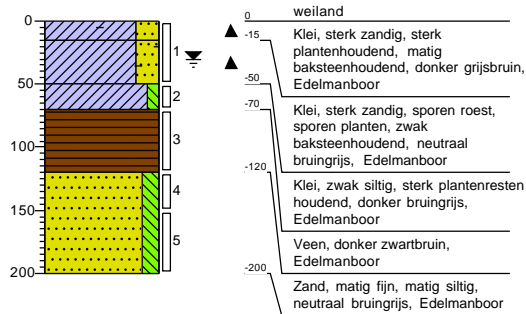 0
50
100
150
200
1
2
3
4
5
0
weiland
-15
Klei, sterk zandig, sterk
plantenhoudend, matig
baksteenhoudend, donker grijsbruin,
Edelmanboor
-50
Klei, sterk zandig, sporen roest,
sporen planten, zwak
baksteenhoudend, neutraal
bruingrijs, Edelmanboor
-70
Klei, zwak siltig, sterk plantenresten
houdend, donker bruingrijs,
Edelmanboor
-120
Veen, donker zwartbruin,
Edelmanboor
-200
Zand, matig fijn, matig siltig,
neutraal bruingrijs, Edelmanboor